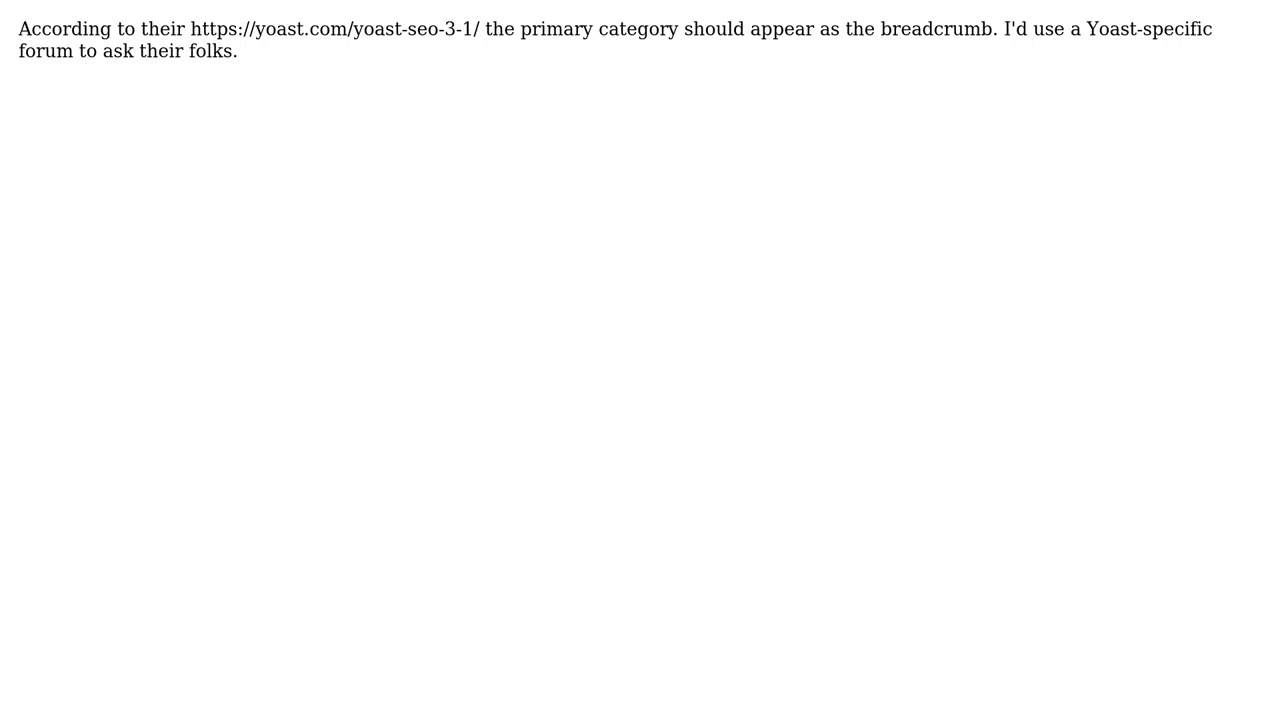 According to their https://yoast.com/yoast-seo-3-1/ the primary category should appear as the breadcrumb. I'd use a Yoast-specific
forum to ask their folks.